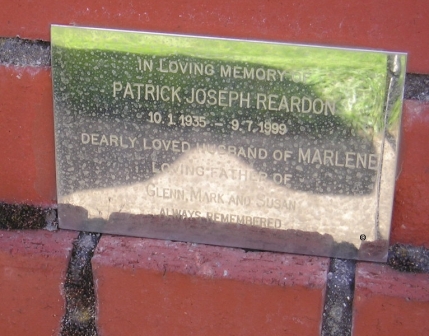 IN LOVING MEMORY OF
PATRICK JOSEPH REARDON
10.1.1935 – 9.7.1999
DEARLY LOVED HUSBAND OF MARLENE
LOVING FATHER OF
GLENN, MARK AND SUSAN
ALWAYS REMEMBERED